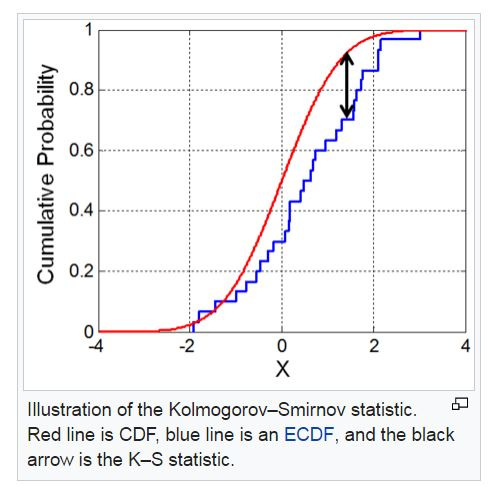 1
0.8
0.6
0.4
0.2
0
-4
-2
0
2
4
Cumulative Probability
X
Illustration of the Kolmogorov–Smirnov statistic.
Red line is CDF, blue line is an ECDF, and the black
arrow is the K–S statistic.